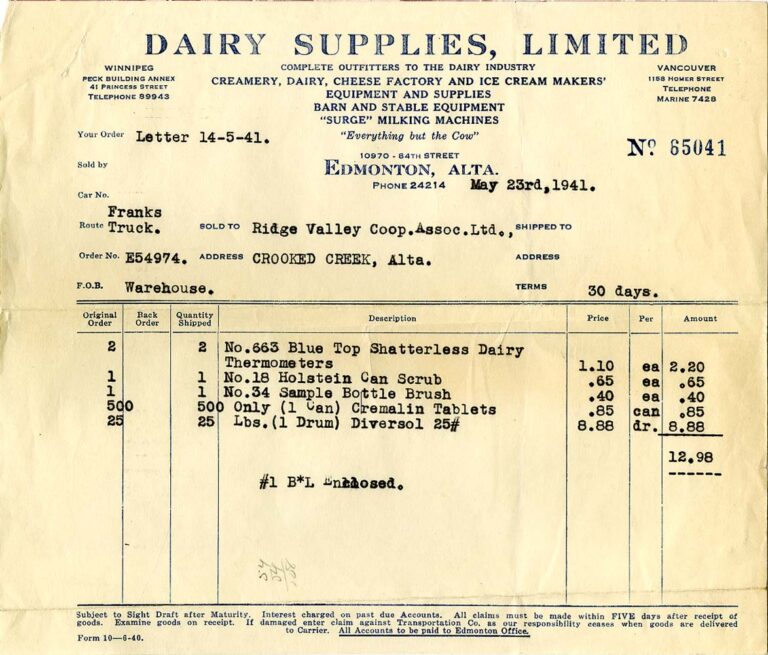 DAIRY SUPPLIES, LIMITED
COMPLETE OUTFITTERS TO THE DAIRY INDUSTRY
CREAMERY, DAIRY, CHEESE FACTORY AND ICE CREAM MAKERS'
EQUIPMENT AND SUPPLIES
BARN AND STABLE EQUIPMENT
"SURGE" MILKING MACHINES
"Everything but the Cow"
WINNIPEG
PECK BUILDING ANNEX
41 PRINCESS STREET
TELEPHONE 89943
VANCOUVER
1188 HOMER STREET
TELEPHONE
MARINE 7428
Your Order Letter 14-5-41.
Nº 65041
Sold by
10970 - 84TH STREET
EDMONTON, ALTA.
PHONE 24214 May 23rd,1941.
Car No.
Franks
Route Truck. SOLD TO Ridge Valley Coop.Assoc.Ltd., SHIPPED TO
Order No. E54974. ADDRESS CROOKED CREEK, Alta. ADDRESS
F.O.B. Warehouse. TERMS 30 days.
Original Order Back Order Quantity Shipped Description Price Per Amount
2 2 No.663 Blue Top Shatterless Dairy
Thermometers 1.10 ea 2.20
1 1 No.18 Holstein Can Scrub .65 ea .65
1 1 No.34 Sample Bottle Brush .40 ea .40
500 500 Only (1 Can) Cremalin Tablets .85 can .85
25 25 Lbs.(1 Drum) Diversol 25# 8.88 dr. 8.88
12.98
------
#1 B*L Enclosed.
Subject to Sight Draft after Maturity. Interest charged on past due Accounts. All claims must be made within FIVE days after receipt of
goods. Examine goods on receipt. If damaged enter claim against Transportation Co. as our responsibility ceases when goods are delivered
to Carrier. All Accounts to be paid to Edmonton Office.
Form 10—6-40.